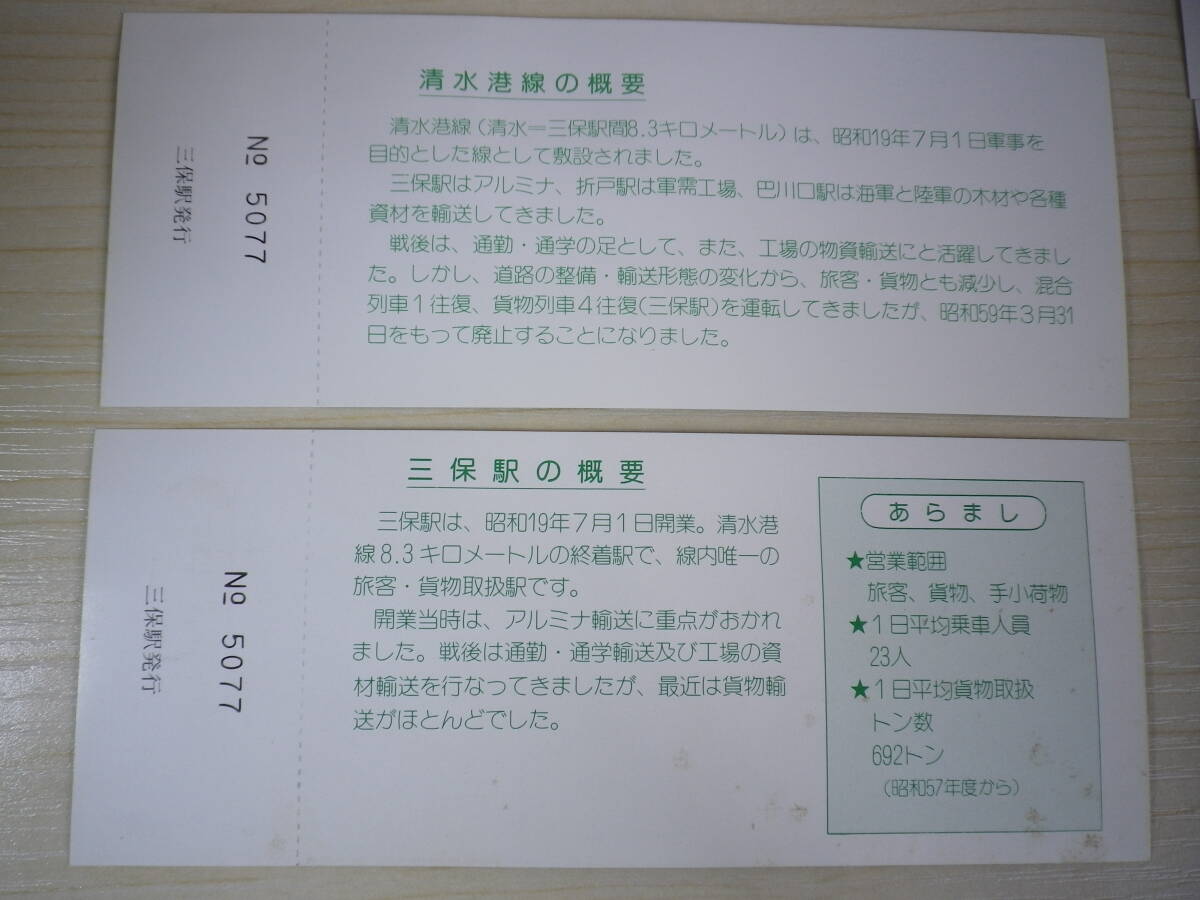 清水港線の概要
清水港線（清水＝三保駅間8.3キロメートル）は、昭和19年7月1日軍事を
目的とした線として敷設されました。
三保駅はアルミナ、折戸駅は軍需工場、巴川口駅は海軍と陸軍の木材や各種
資材を輸送してきました。
戦後は、通勤・通学の足として、また、工場の物資輸送にと活躍してきまし
た。しかし、道路の整備・輸送形態の変化から、旅客・貨物とも減少し、混合
列車1往復、貨物列車4往復(三保駅)を運転してきましたが、昭和59年3月31
日をもって廃止することになりました。
№ 5077
三保駅発行
三保駅の概要
三保駅は、昭和19年7月1日開業。清水港
線8.3キロメートルの終着駅で、線内唯一の
旅客・貨物取扱駅です。
開業当時は、アルミナ輸送に重点がおかれ
ました。戦後は通勤・通学輸送及び工場の資
材輸送を行なってきましたが、最近は貨物輸
送がほとんどでした。
あらまし
★営業範囲
旅客、貨物、手小荷物
★1日平均乗車人員
23人
★1日平均貨物取扱
トン数
692トン
（昭和57年度から）
№ 5077
三保駅発行